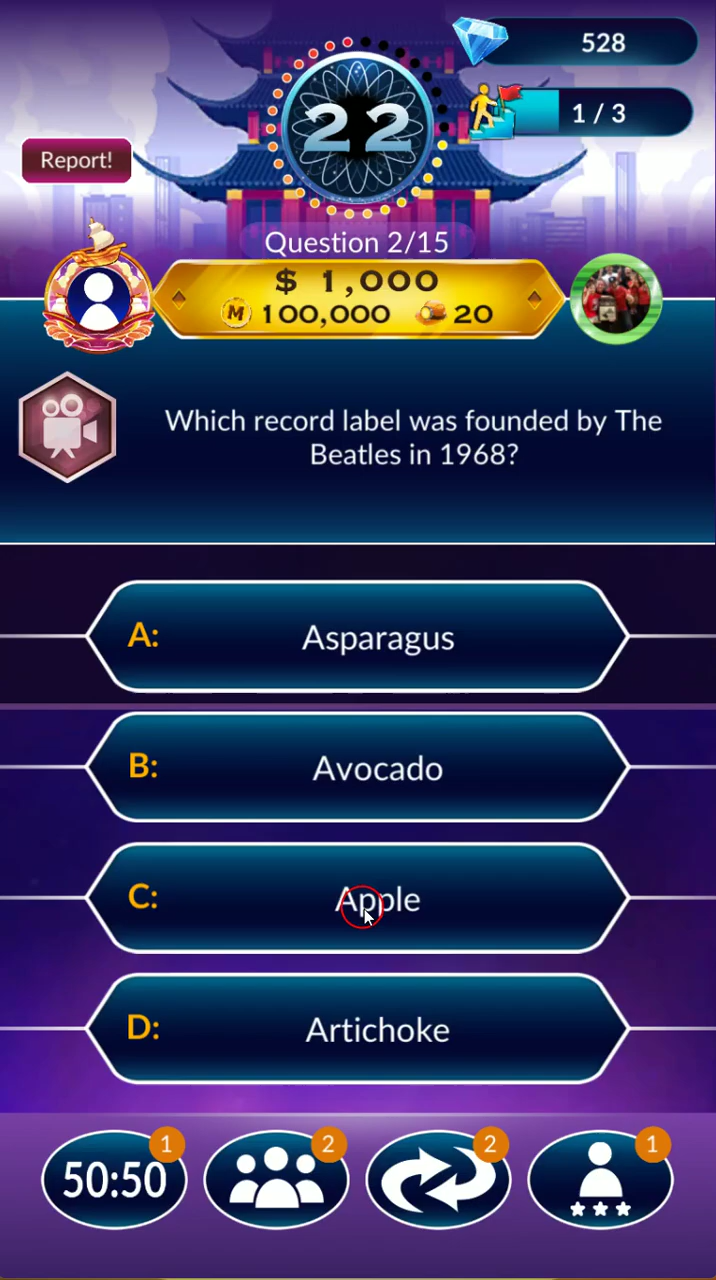 528
22
1 / 3
Report!
Question 2/15
$ 1,000
M 100,000 20
Which record label was founded by The
Beatles in 1968?
A: Asparagus
B: Avocado
C: Apple
D: Artichoke
1 2 2 1
50:50